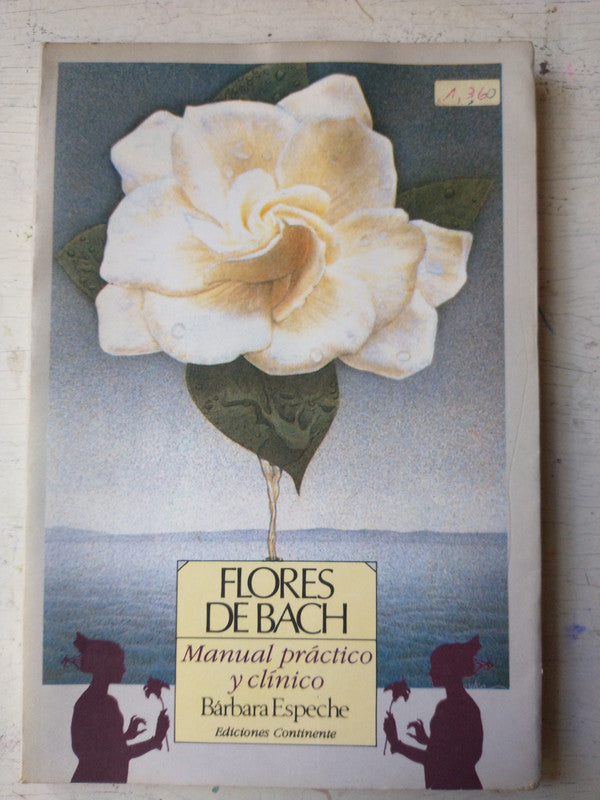 1,360
FLORES
DE BACH
Manual práctico
y clínico
Bárbara Espeche
Ediciones Continente